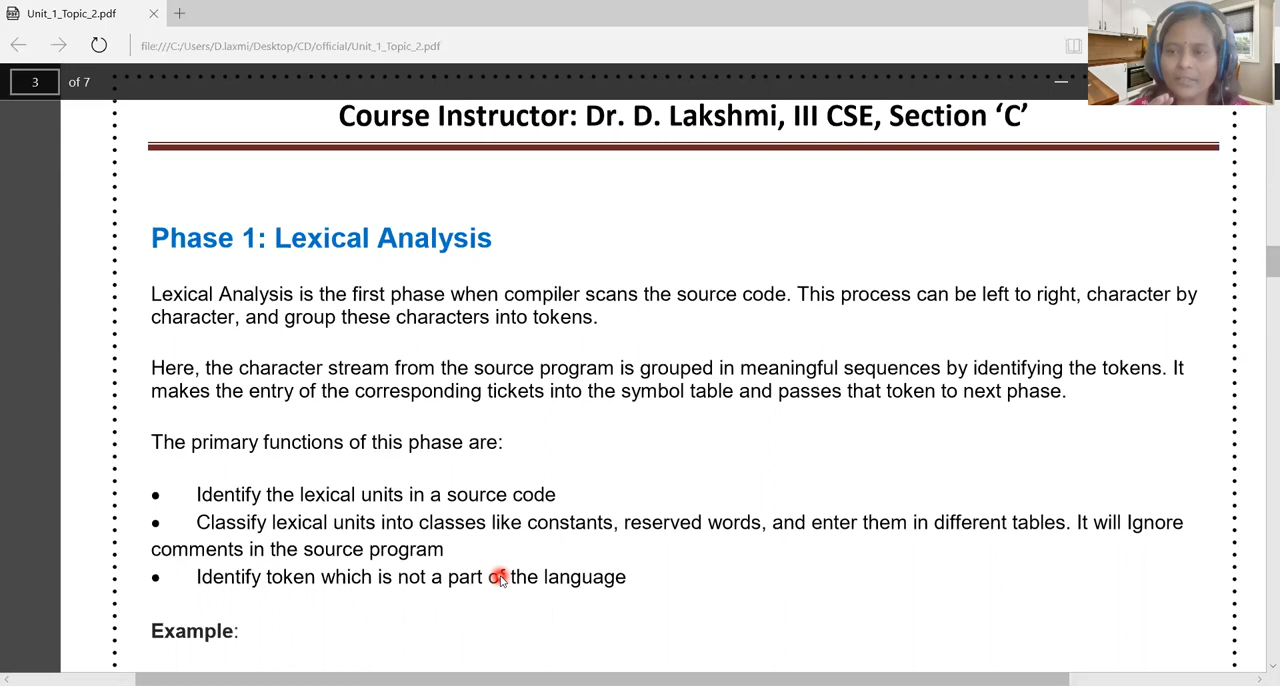 Unit_1_Topic_2.pdf
file:///C:/Users/D.laxmi/Desktop/CD/official/Unit_1_Topic_2.pdf
3 of 7
Course Instructor: Dr. D. Lakshmi, III CSE, Section ‘C’
Phase 1: Lexical Analysis
Lexical Analysis is the first phase when compiler scans the source code. This process can be left to right, character by
character, and group these characters into tokens.
Here, the character stream from the source program is grouped in meaningful sequences by identifying the tokens. It
makes the entry of the corresponding tickets into the symbol table and passes that token to next phase.
The primary functions of this phase are:
• Identify the lexical units in a source code
• Classify lexical units into classes like constants, reserved words, and enter them in different tables. It will Ignore
comments in the source program
• Identify token which is not a part of the language
Example: